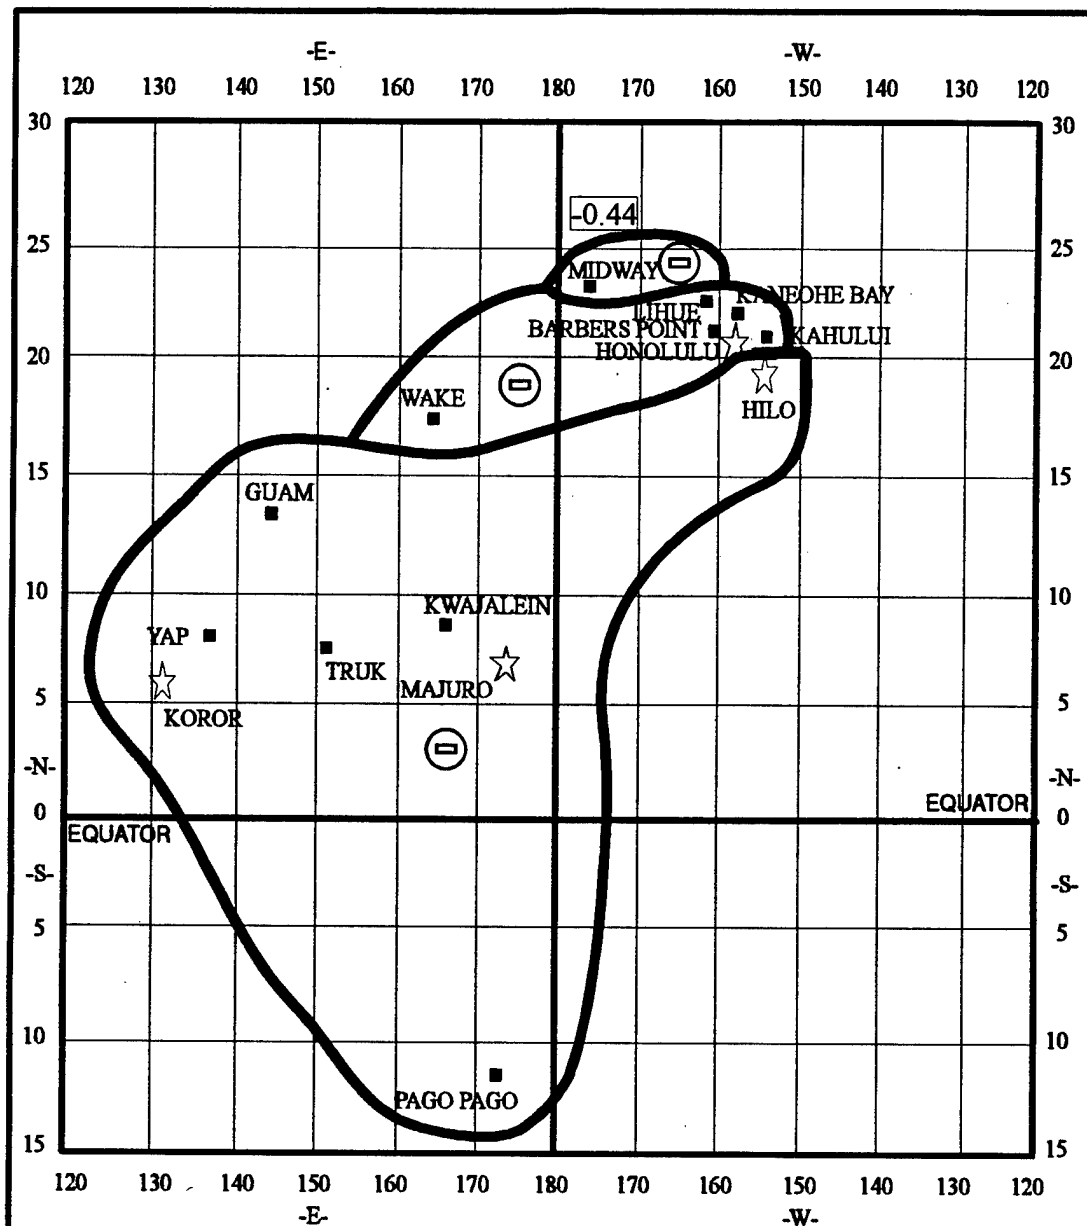 -E- -W-
120 130 140 150 160 170 180 170 160 150 140 130 120
30 30
-0.44
25 25
MIDWAY
KANEOHE BAY
LIHUE
BARBERS POINT KAHULUI
HONOLULU
20 20
WAKE
HILO
15 15
GUAM
10 10
KWAJALEIN
YAP
TRUK
MAJURO
5 5
KOROR
-N- -N-
EQUATOR
0 0
EQUATOR
-S- -S-
5 5
10 10
PAGO PAGO
15 15
120 130 140 150 160 170 180 170 160 150 140 130 120
-E- -W-